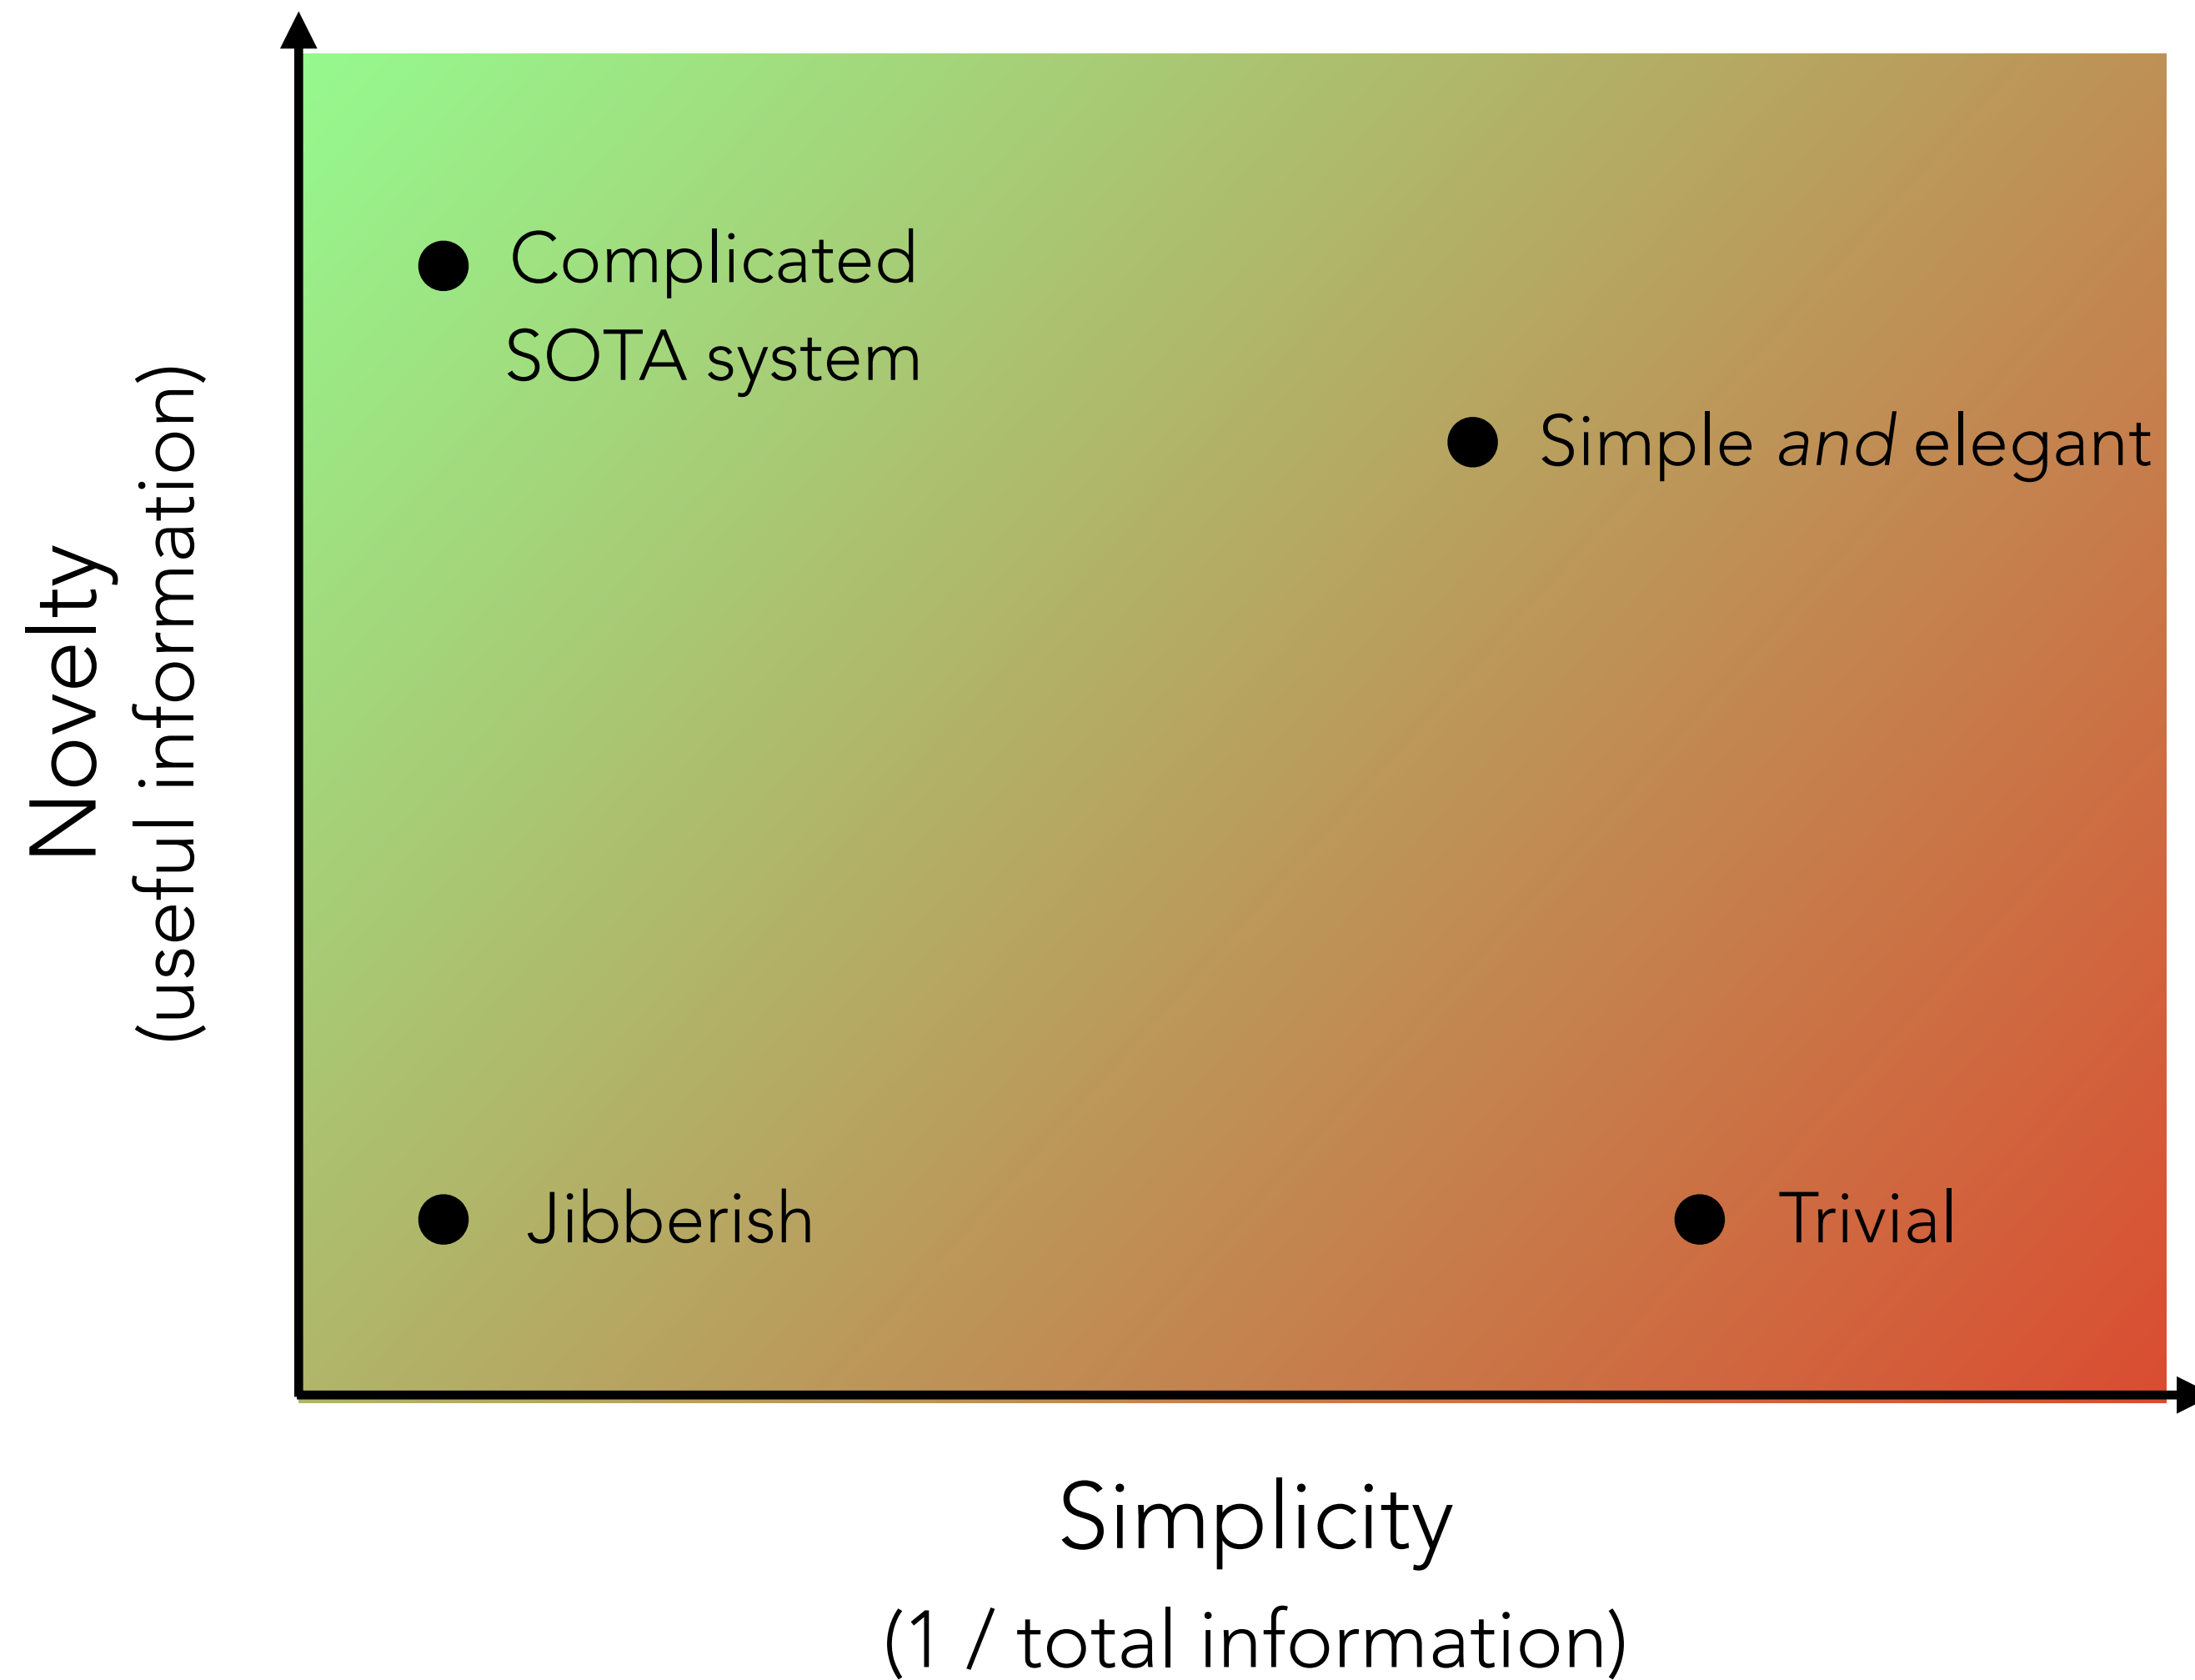 Novelty
(useful information)
Complicated
SOTA system
Simple and elegant
Jibberish
Trivial
Simplicity
(1 / total information)